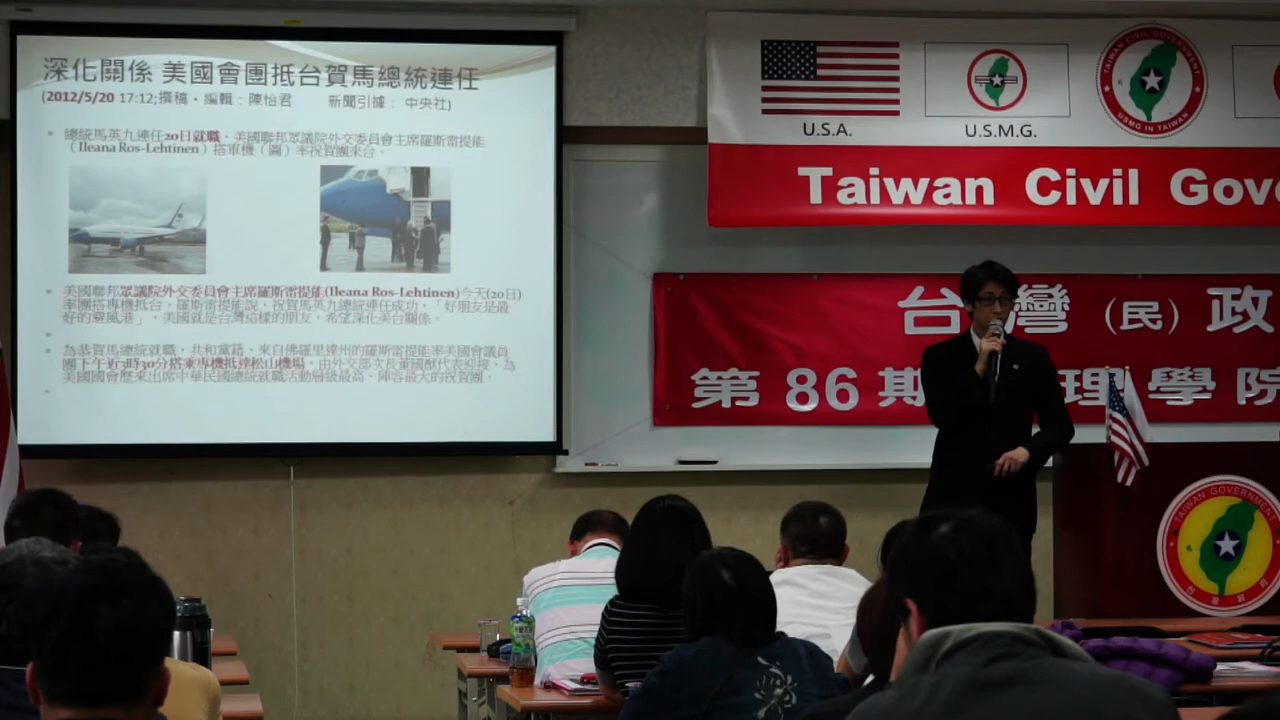 深化關係 美國會團抵台賀馬總統連任
(2012/5/20 17:12;撰稿‧編輯：陳怡君 新聞引據： 中央社)
總統馬英九連任20日就職，美國聯邦眾議院外交委員會主席羅斯雷提能
（Ileana Ros-Lehtinen）搭軍機（圖）率祝賀團來台。
美國聯邦眾議院外交委員會主席羅斯雷提能(Ileana Ros-Lehtinen)今天(20日)
率團搭專機抵台，羅斯雷提能說，祝賀馬英九總統連任成功，「好朋友是最
好的避風港」，美國就是台灣這樣的朋友，希望深化美台關係。
為恭賀馬總統就職，共和黨籍、來自佛羅里達州的羅斯雷提能率美國會議員
團下午近3時30分搭乘專機抵達松山機場，由外交部次長董國猷代表迎接，為
美國國會歷來出席中華民國總統就職活動層級最高、陣容最大的祝賀團。
U.S.A.
U.S.M.G.
TAIWAN CIVIL GOVERNMENT
USMG IN TAIWAN
Taiwan Civil Gove
台灣（民）政
第 86 期 理學院
TAIWAN GOVERNMENT